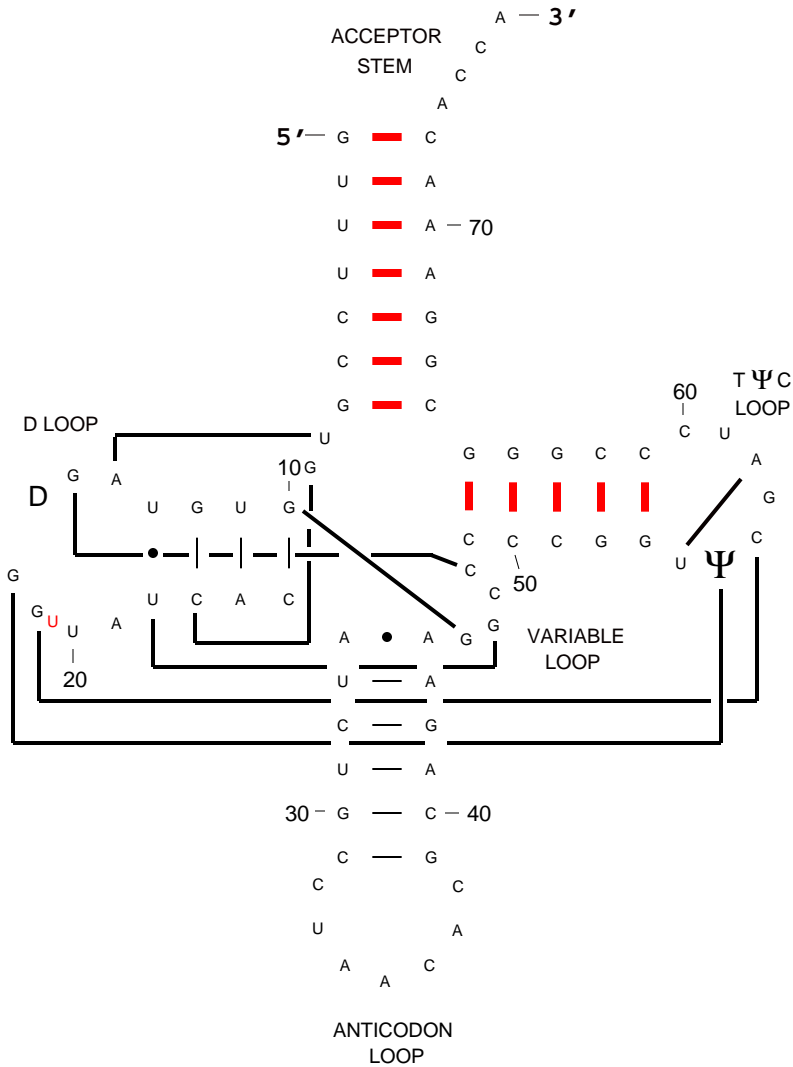 A 3′
ACCEPTOR
STEM
C
C
A
5′ G C
U A
U A 70
U A
C G
C G
G C
60
T Ψ C
LOOP
D LOOP
U
C U
G G G C C
A
G A
10 G
D
U G U G
G
C C C G G
U Ψ
C
G
C
50
U C A C
C
G U U A
G
A A G
VARIABLE
LOOP
20
U A
C G
U A
30 G C 40
C G
C C
U A
A C
A
ANTICODON
LOOP